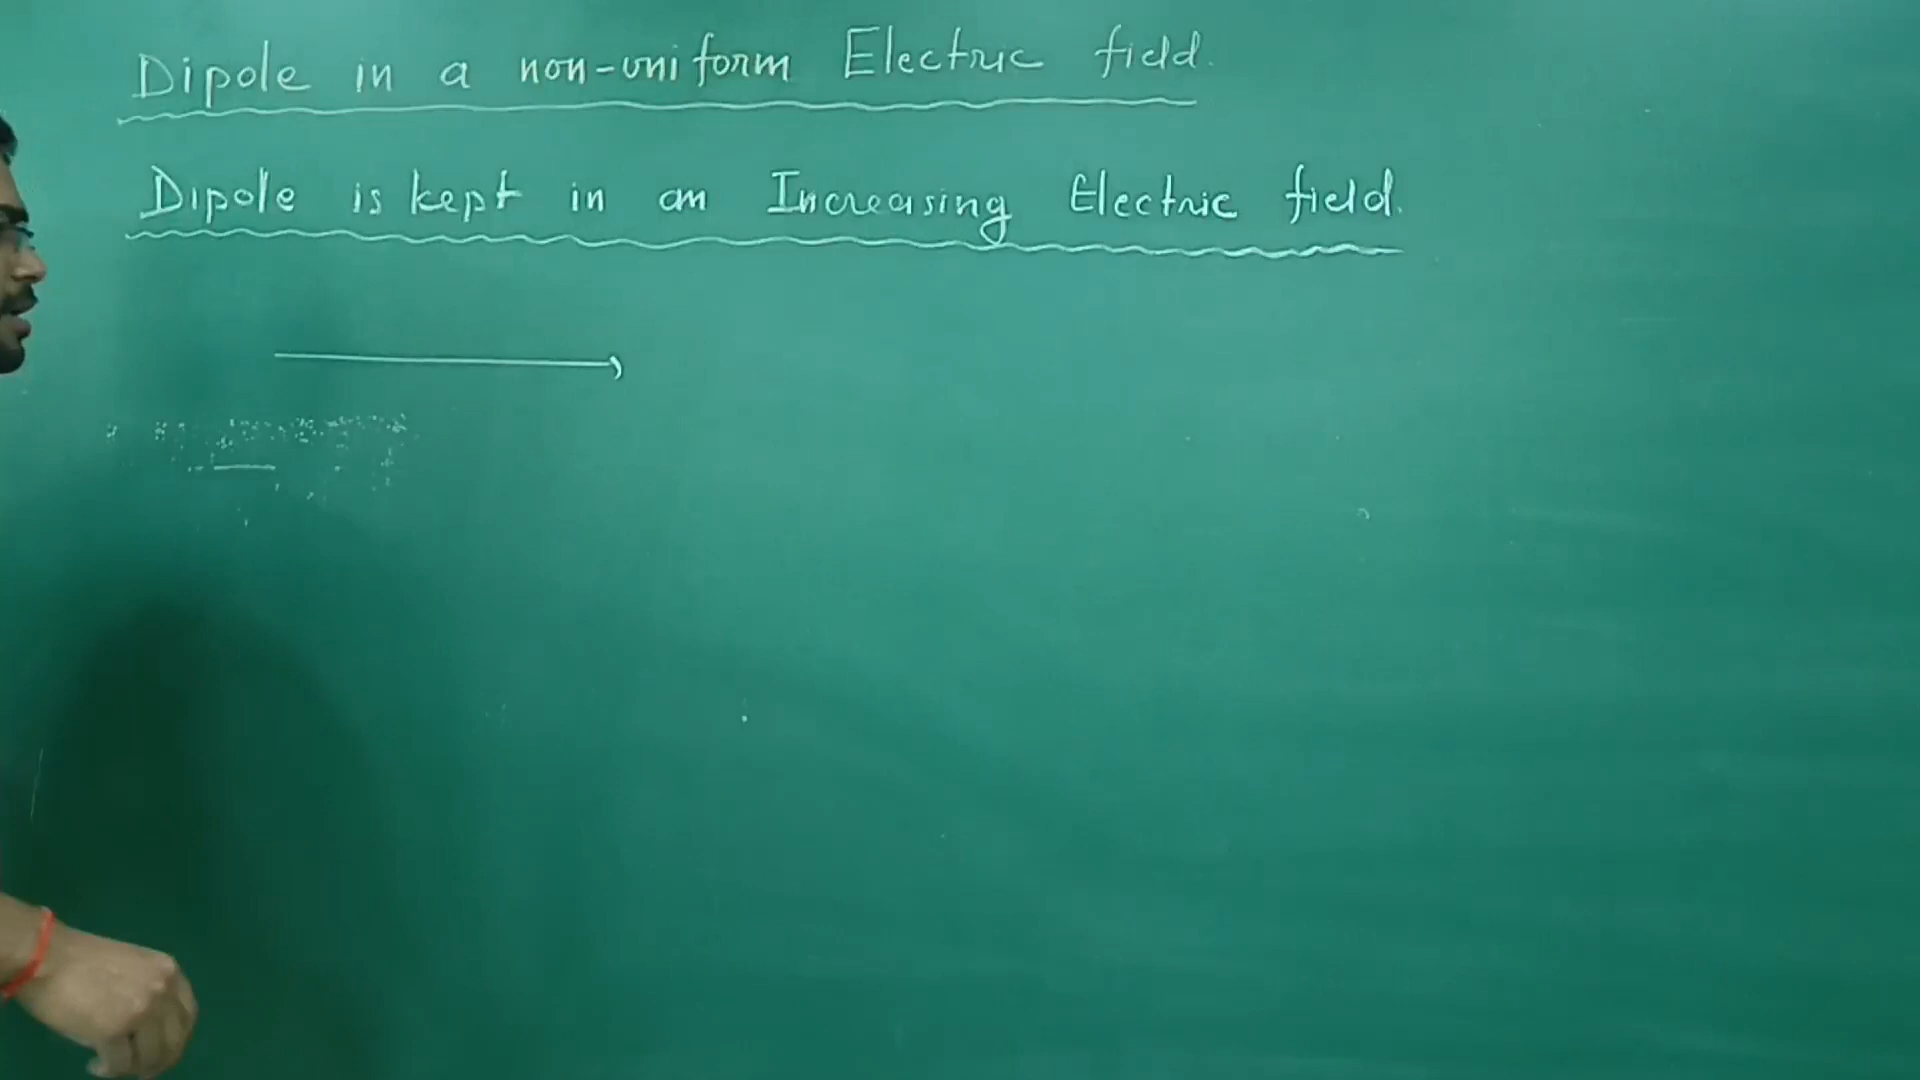 Dipole in a non-uniform Electric field.
Dipole is kept in an Increasing Electric field.